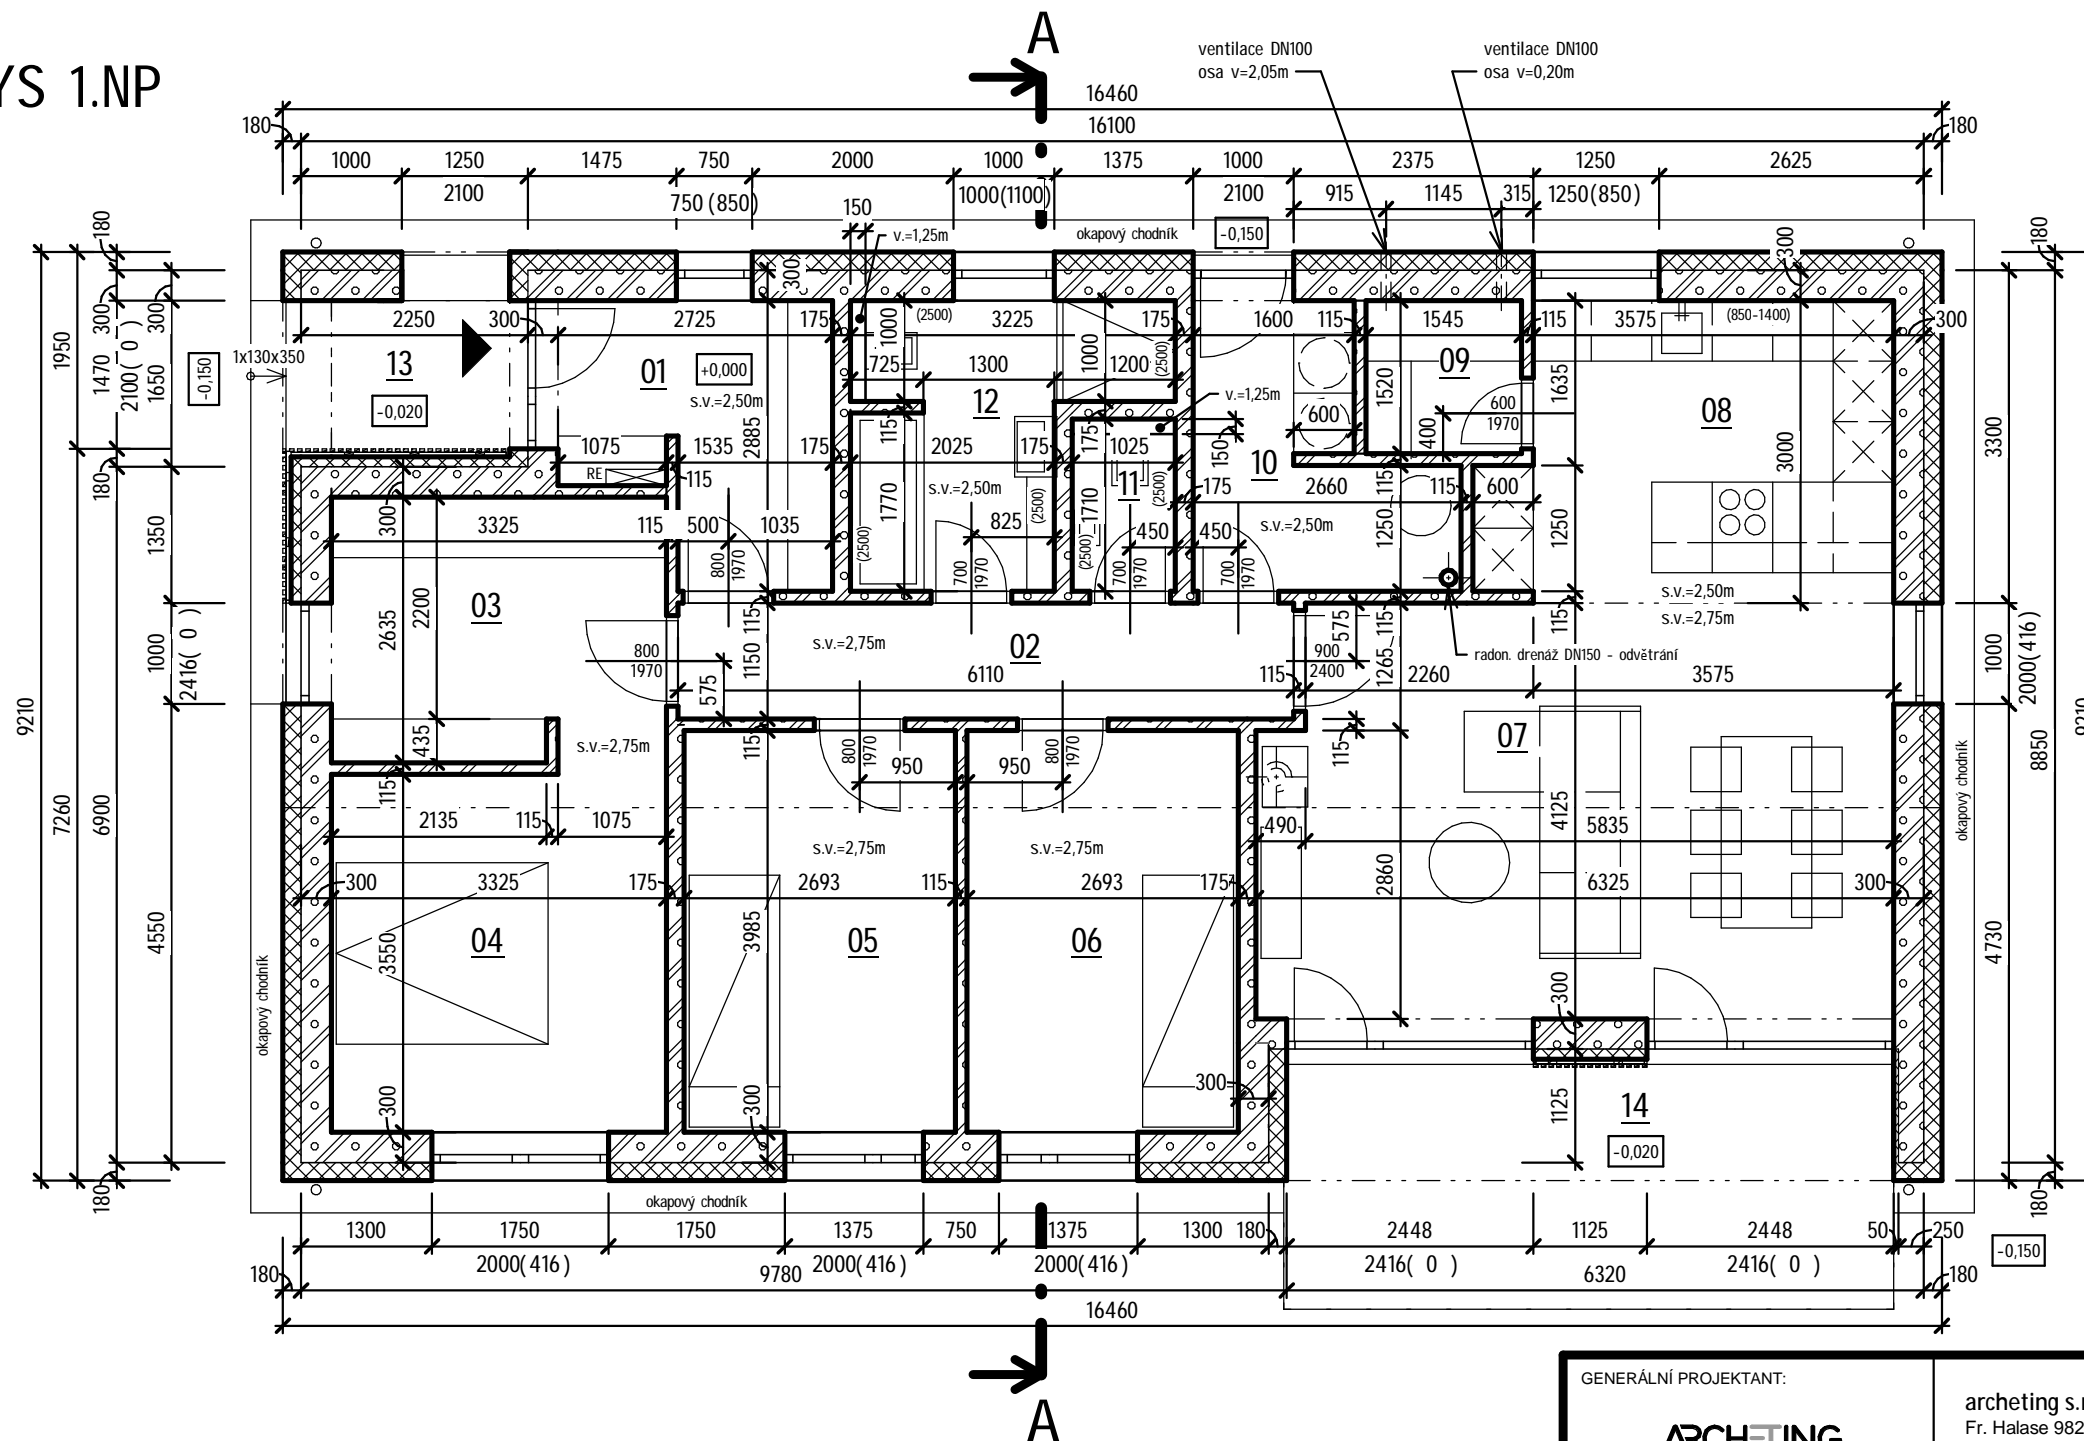 YS 1.NP
A
ventilace DN100
osa v=2,05m
ventilace DN100
osa v=0,20m
16460
180 16100 180
1000 1250 1475 750 2000 1000 1375 1000 2375 1250 2625
2100 750 (850) 150 1000(1100) 2100 915 1145 315 1250(850)
v.=1,25m okapový chodník -0,150
180 300 300 180
300 300
2250 300 2725 175 1000 (2500) 3225 175 1600 115 1545 115 3575 (850-1400) 300
1950 1470 2100( 0 ) 1650 -0,150 1x130x350
13 01 +0,000 725 1300 1000 1200 (2500) 09
-0,020 s.v.=2,50m 12 v.=1,25m 600 1520 600 1970 1635 08
2885 115 175 150 400 3000 3300
1075 1535 175 2025 175 1025 10
RE 115 s.v.=2,50m 11 115
180 300 1770 (2500) 1710 (2500) 175 2660 115 600
3325 115 500 1035 (2500) 825 (2500) 450 450 s.v.=2,50m 1250 1250
1350 800 1970 700 1970 700 1970 700 1970
2635 2200 03 s.v.=2,50m
s.v.=2,75m
1000 2416( 0 ) 115 1150 s.v.=2,75m 02 575 115 115 1000 2000(416)
800 1970 900 2400 1265 radon. drenáž DN150 - odvětrání
575 6110 115 2260 3575
9210 9210
435 s.v.=2,75m 115 800 1970 800 1970 115 07
950 950 8850
7260 6900 115 okapový chodník
2135 115 1075 490 4125 5835
s.v.=2,75m s.v.=2,75m 2860
300 3325 175 2693 115 2693 175 6325 300
4550 3550 04 3985 05 06 4730
okapový chodník
300 300 300 300 1125 14
-0,020
180 okapový chodník 180
1300 1750 1750 1375 750 1375 1300 180 2448 1125 2448 50 250
2000(416) 2000(416) 2000(416) 2416( 0 ) 2416( 0 ) -0,150
180 9780 6320 180
16460
A
GENERÁLNÍ PROJEKTANT:
archeting s.r
Fr. Halase 982
ARCHETING